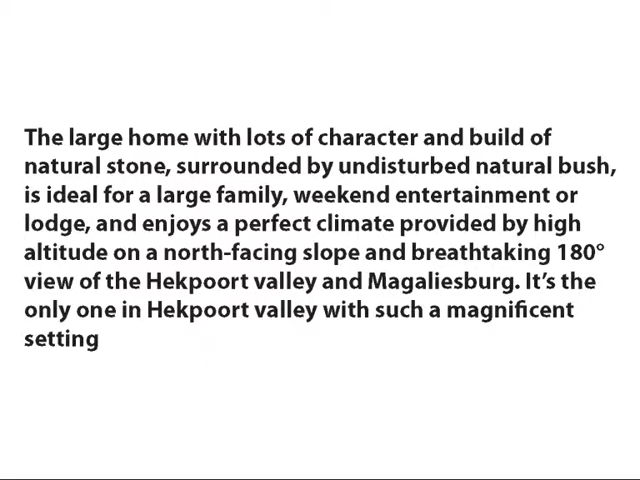 The large home with lots of character and build of
natural stone, surrounded by undisturbed natural bush,
is ideal for a large family, weekend entertainment or
lodge, and enjoys a perfect climate provided by high
altitude on a north-facing slope and breathtaking 180°
view of the Hekpoort valley and Magaliesburg. It’s the
only one in Hekpoort valley with such a magnificent
setting